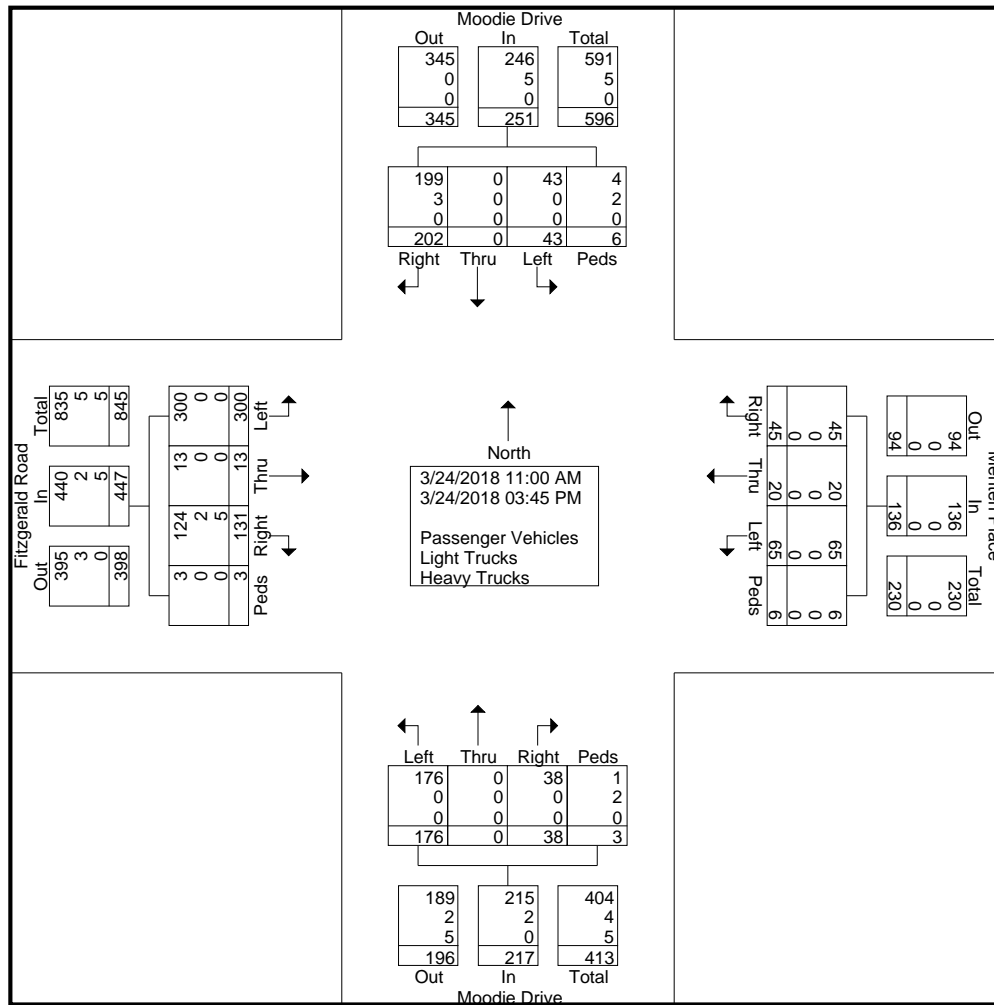 Moodie Drive
Out In Total
345 246 591
0 5 5
0 0 0
345 251 596
199 0 43 4
3 0 0 2
0 0 0 0
202 0 43 6
Right Thru Left Peds
Fitzgerald Road
Total
835 5 5 845
In
440 2 5 447
Out
395 3 0 398
300 0 0 300
Left
13 0 0 13
Thru
124 2 5 131
Right
3 0 0 3
Peds
North
3/24/2018 11:00 AM
3/24/2018 03:45 PM
Passenger Vehicles
Light Trucks
Heavy Trucks
Right
45 0 0 45
Thru
20 0 0 20
Left
65 0 0 65
Peds
6 0 0 6
Out
94 0 0 94
In
136 0 0 136
Total
230 0 0 230
Place
Left Thru Right Peds
176 0 38 1
0 0 0 2
0 0 0 0
176 0 38 3
189 215 404
2 2 4
5 0 5
196 217 413
Out In Total
Moodie Drive